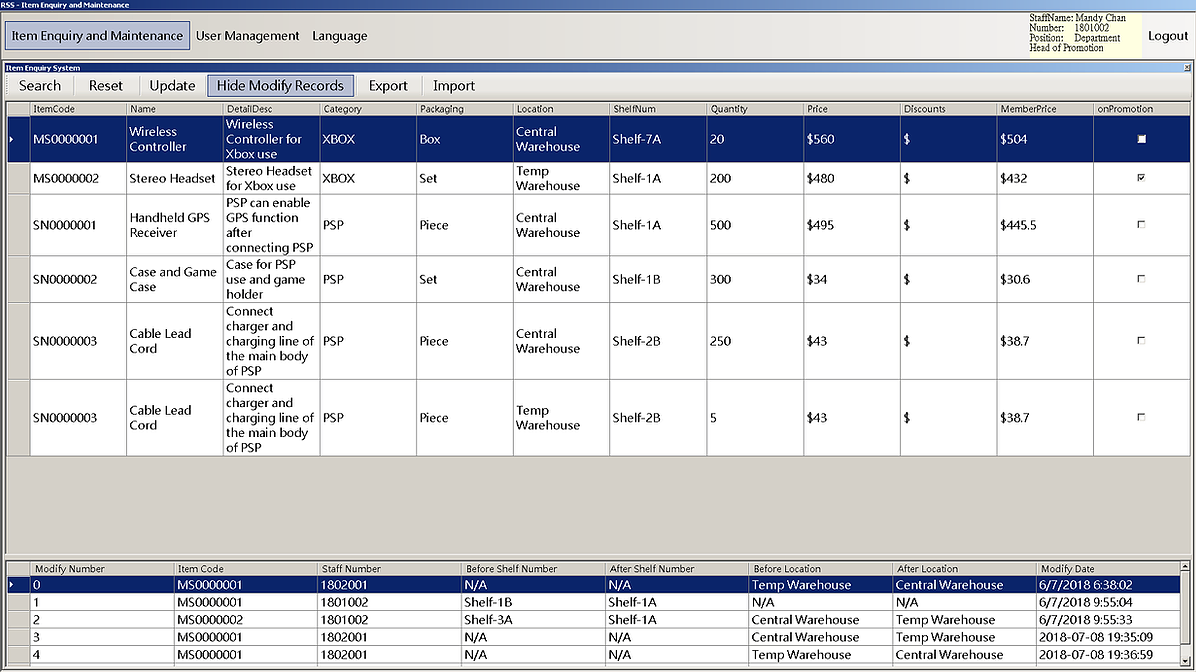 RSS - Item Enquiry and Maintenance
Item Enquiry and Maintenance User Management Language
StaffName: Mandy Chan
Number: 1801002
Position: Department
Head of Promotion
Logout
Item Enquiry System
Search Reset Update Hide Modify Records Export Import
ItemCode Name DetailDesc Category Packaging Location ShelfNum Quantity Price Discounts MemberPrice onPromotion
MS0000001 Wireless Controller Wireless Controller for Xbox use XBOX Box Central Warehouse Shelf-7A 20 $560 $ $504
MS0000002 Stereo Headset Stereo Headset for Xbox use XBOX Set Temp Warehouse Shelf-1A 200 $480 $ $432
SN0000001 Handheld GPS Receiver PSP can enable GPS function after connecting PSP PSP Piece Central Warehouse Shelf-1A 500 $495 $ $445.5
SN0000002 Case and Game Case Case for PSP use and game holder PSP Set Central Warehouse Shelf-1B 300 $34 $ $30.6
SN0000003 Cable Lead Cord Connect charger and charging line of the main body of PSP PSP Piece Central Warehouse Shelf-2B 250 $43 $ $38.7
SN0000003 Cable Lead Cord Connect charger and charging line of the main body of PSP PSP Piece Temp Warehouse Shelf-2B 5 $43 $ $38.7
Modify Number Item Code Staff Number Before Shelf Number After Shelf Number Before Location After Location Modify Date
0 MS0000001 1802001 N/A N/A Temp Warehouse Central Warehouse 6/7/2018 6:38:02
1 MS0000001 1801002 Shelf-1B Shelf-1A N/A N/A 6/7/2018 9:55:04
2 MS0000002 1801002 Shelf-3A Shelf-1A Central Warehouse Temp Warehouse 6/7/2018 9:55:33
3 MS0000001 1802001 N/A N/A Central Warehouse Temp Warehouse 2018-07-08 19:35:09
4 MS0000001 1802001 N/A N/A Temp Warehouse Central Warehouse 2018-07-08 19:36:59